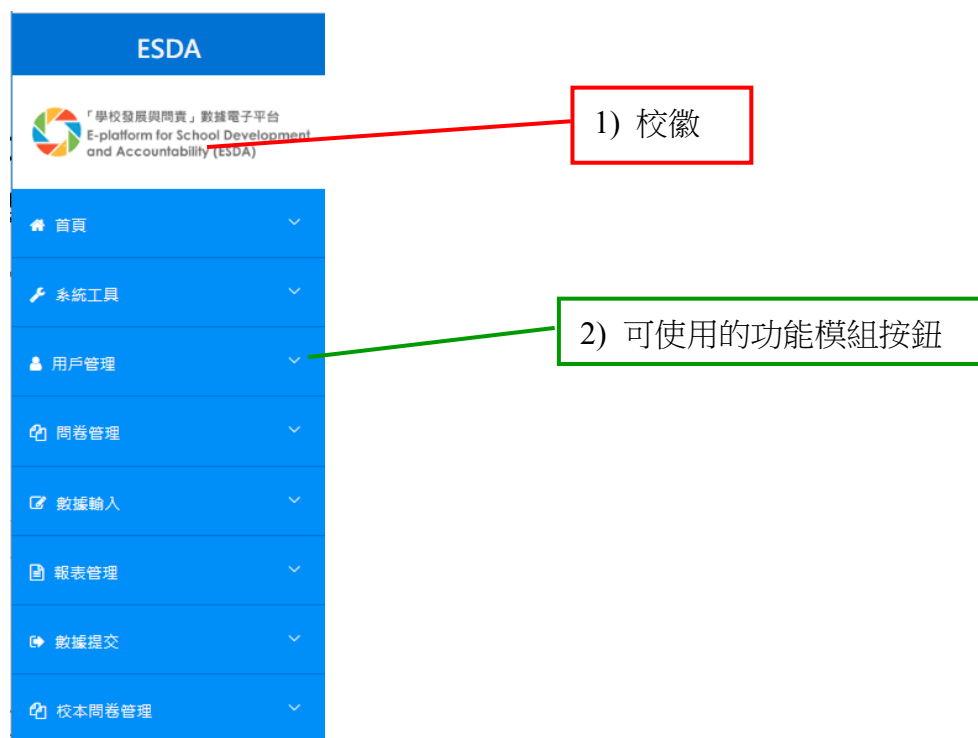 ESDA
「學校發展與問責」數據電子平台
E-platform for School Development
and Accountability (ESDA)
1) 校徽
首頁
系統工具
2) 可使用的功能模組按鈕
用戶管理
問卷管理
數據輸入
報表管理
數據提交
校本問卷管理